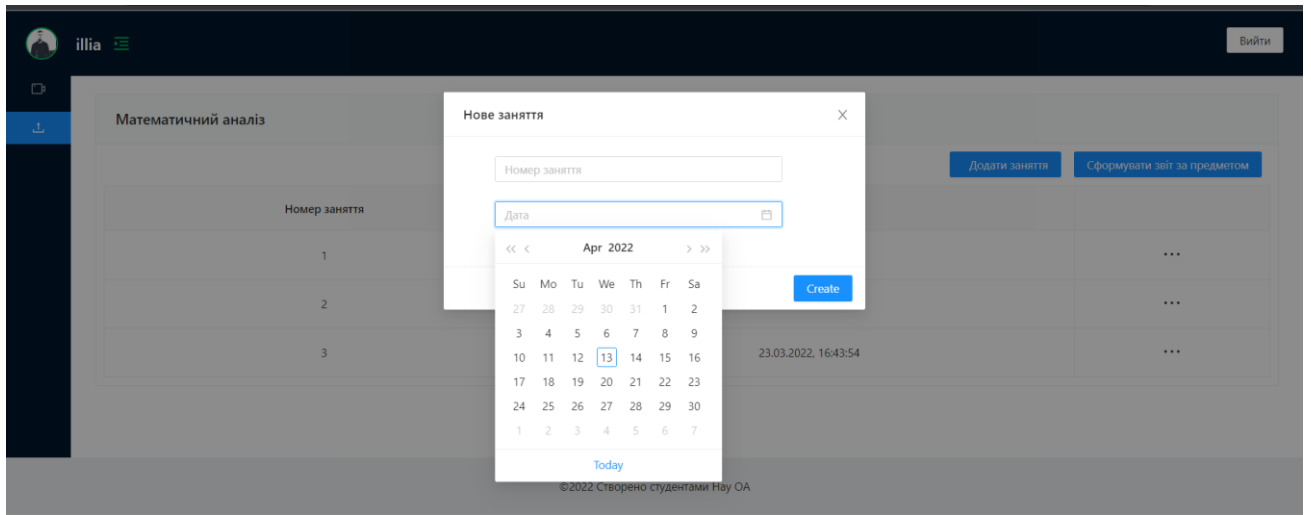 illia
Вийти
Математичний аналіз
Нове заняття
Номер заняття
Дата
Додати заняття
Сформувати звіт за предметом
Номер заняття
Apr 2022
Su Mo Tu We Th Fr Sa
27 28 29 30 31 1 2
3 4 5 6 7 8 9
10 11 12 13 14 15 16
17 18 19 20 21 22 23
24 25 26 27 28 29 30
1 2 3 4 5 6 7
Today
Create
1
2
3
23.03.2022, 16:43:54
©2022 Створено студентами Нау ОА